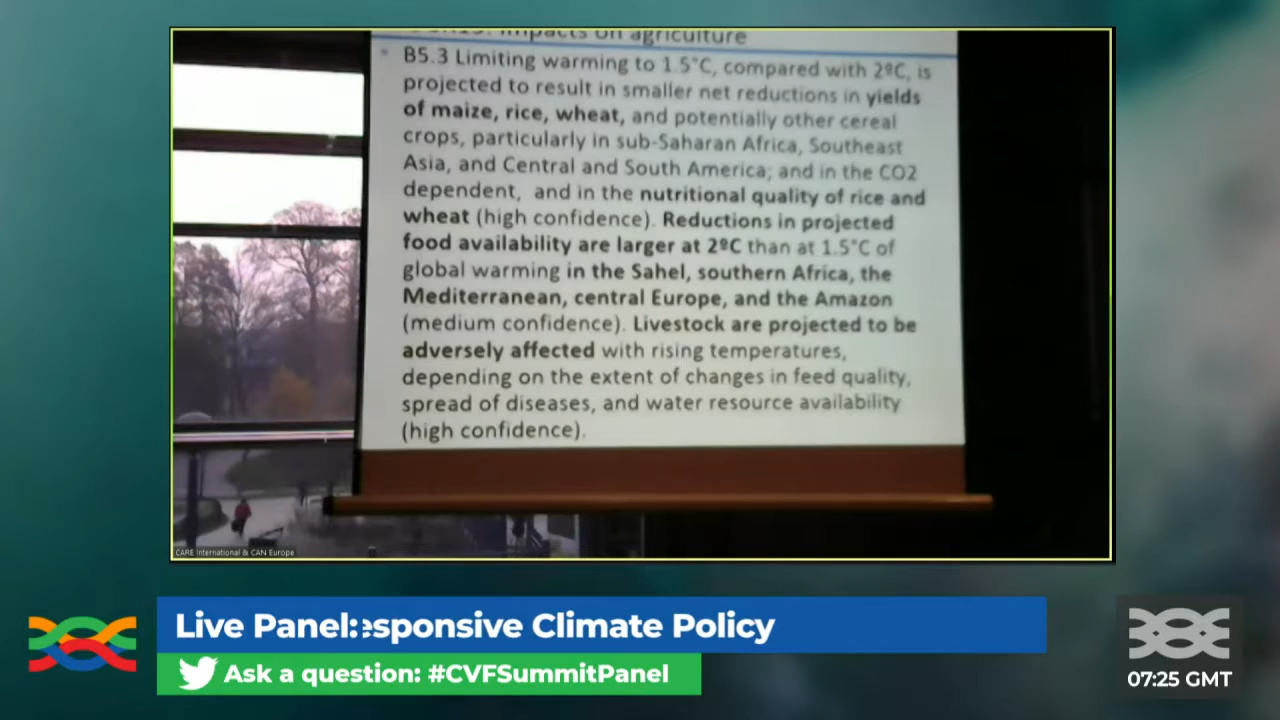 impacts on agriculture
• B5.3 Limiting warming to 1.5°C, compared with 2ºC, is
projected to result in smaller net reductions in yields
of maize, rice, wheat, and potentially other cereal
crops, particularly in sub-Saharan Africa, Southeast
Asia, and Central and South America; and in the CO2
dependent, and in the nutritional quality of rice and
wheat (high confidence). Reductions in projected
food availability are larger at 2ºC than at 1.5°C of
global warming in the Sahel, southern Africa, the
Mediterranean, central Europe, and the Amazon
(medium confidence). Livestock are projected to be
adversely affected with rising temperatures,
depending on the extent of changes in feed quality,
spread of diseases, and water resource availability
(high confidence).
CARE International & CAN Europe
Live Panel: esponsive Climate Policy
Ask a question: #CVFSummitPanel
07:25 GMT